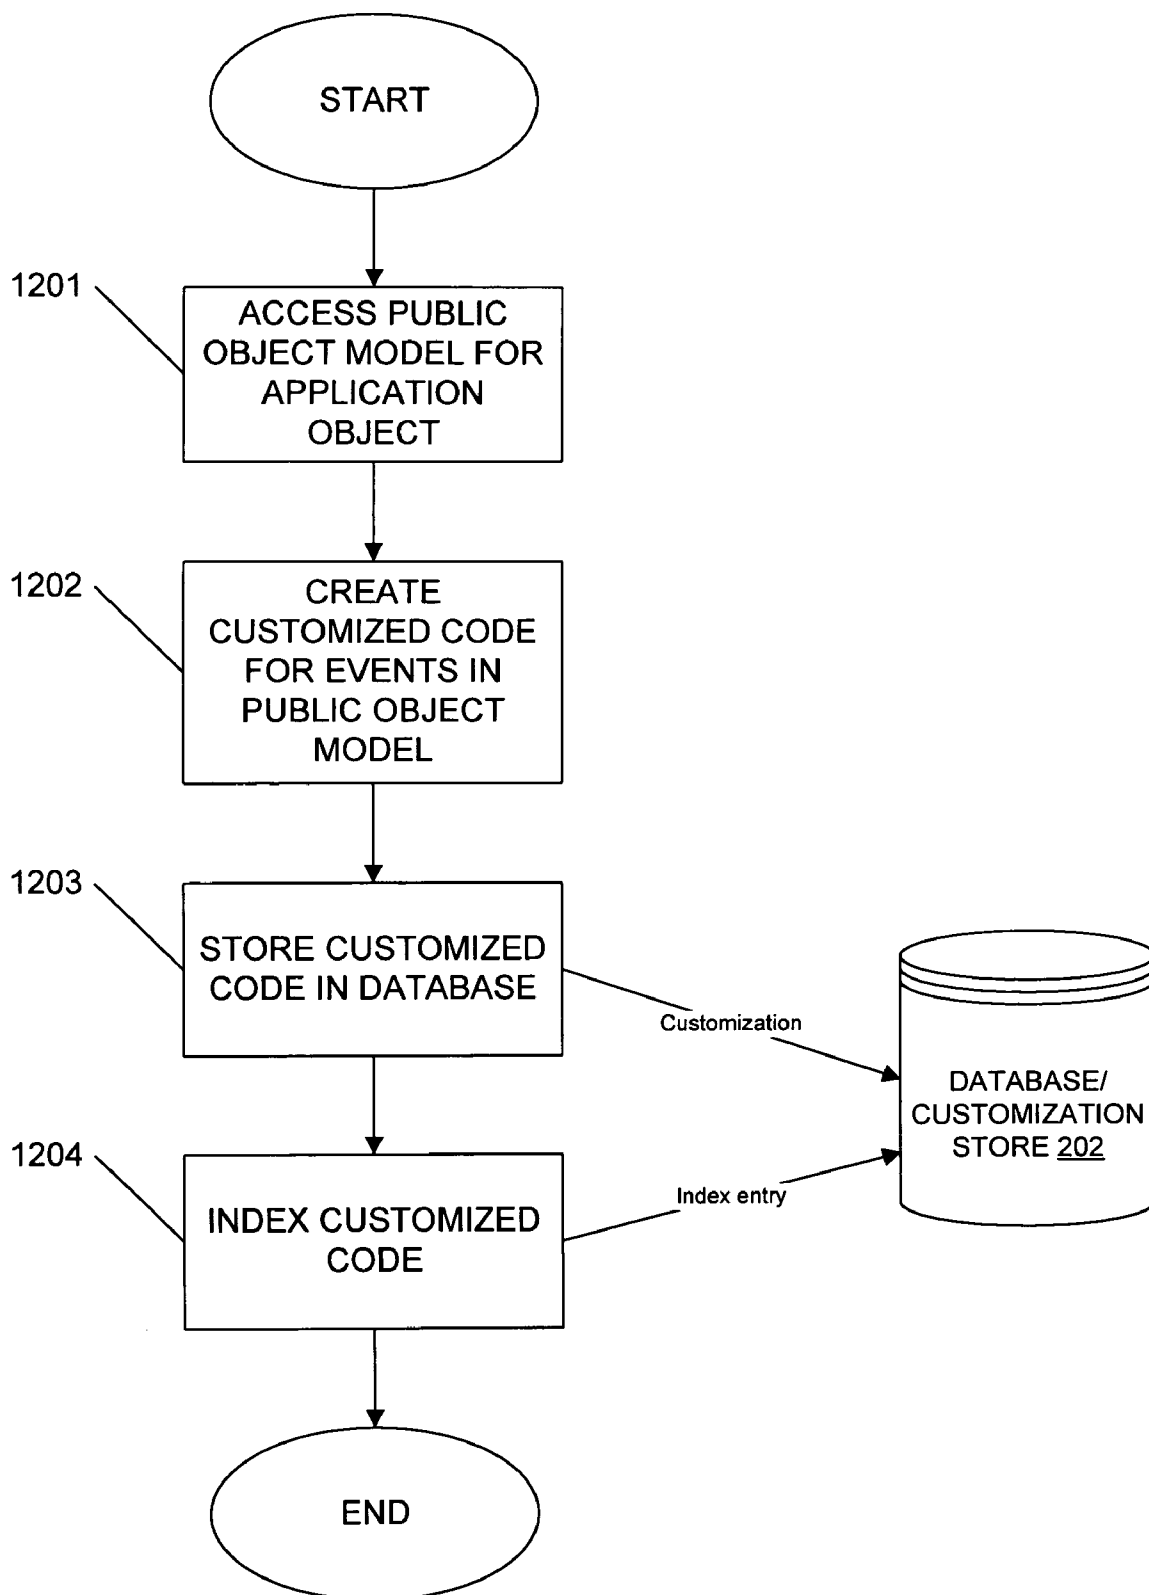 START
1201
ACCESS PUBLIC
OBJECT MODEL FOR
APPLICATION
OBJECT
1202
CREATE
CUSTOMIZED CODE
FOR EVENTS IN
PUBLIC OBJECT
MODEL
1203
STORE CUSTOMIZED
CODE IN DATABASE
Customization
DATABASE/
CUSTOMIZATION
STORE 202
1204
INDEX CUSTOMIZED
CODE
Index entry
END